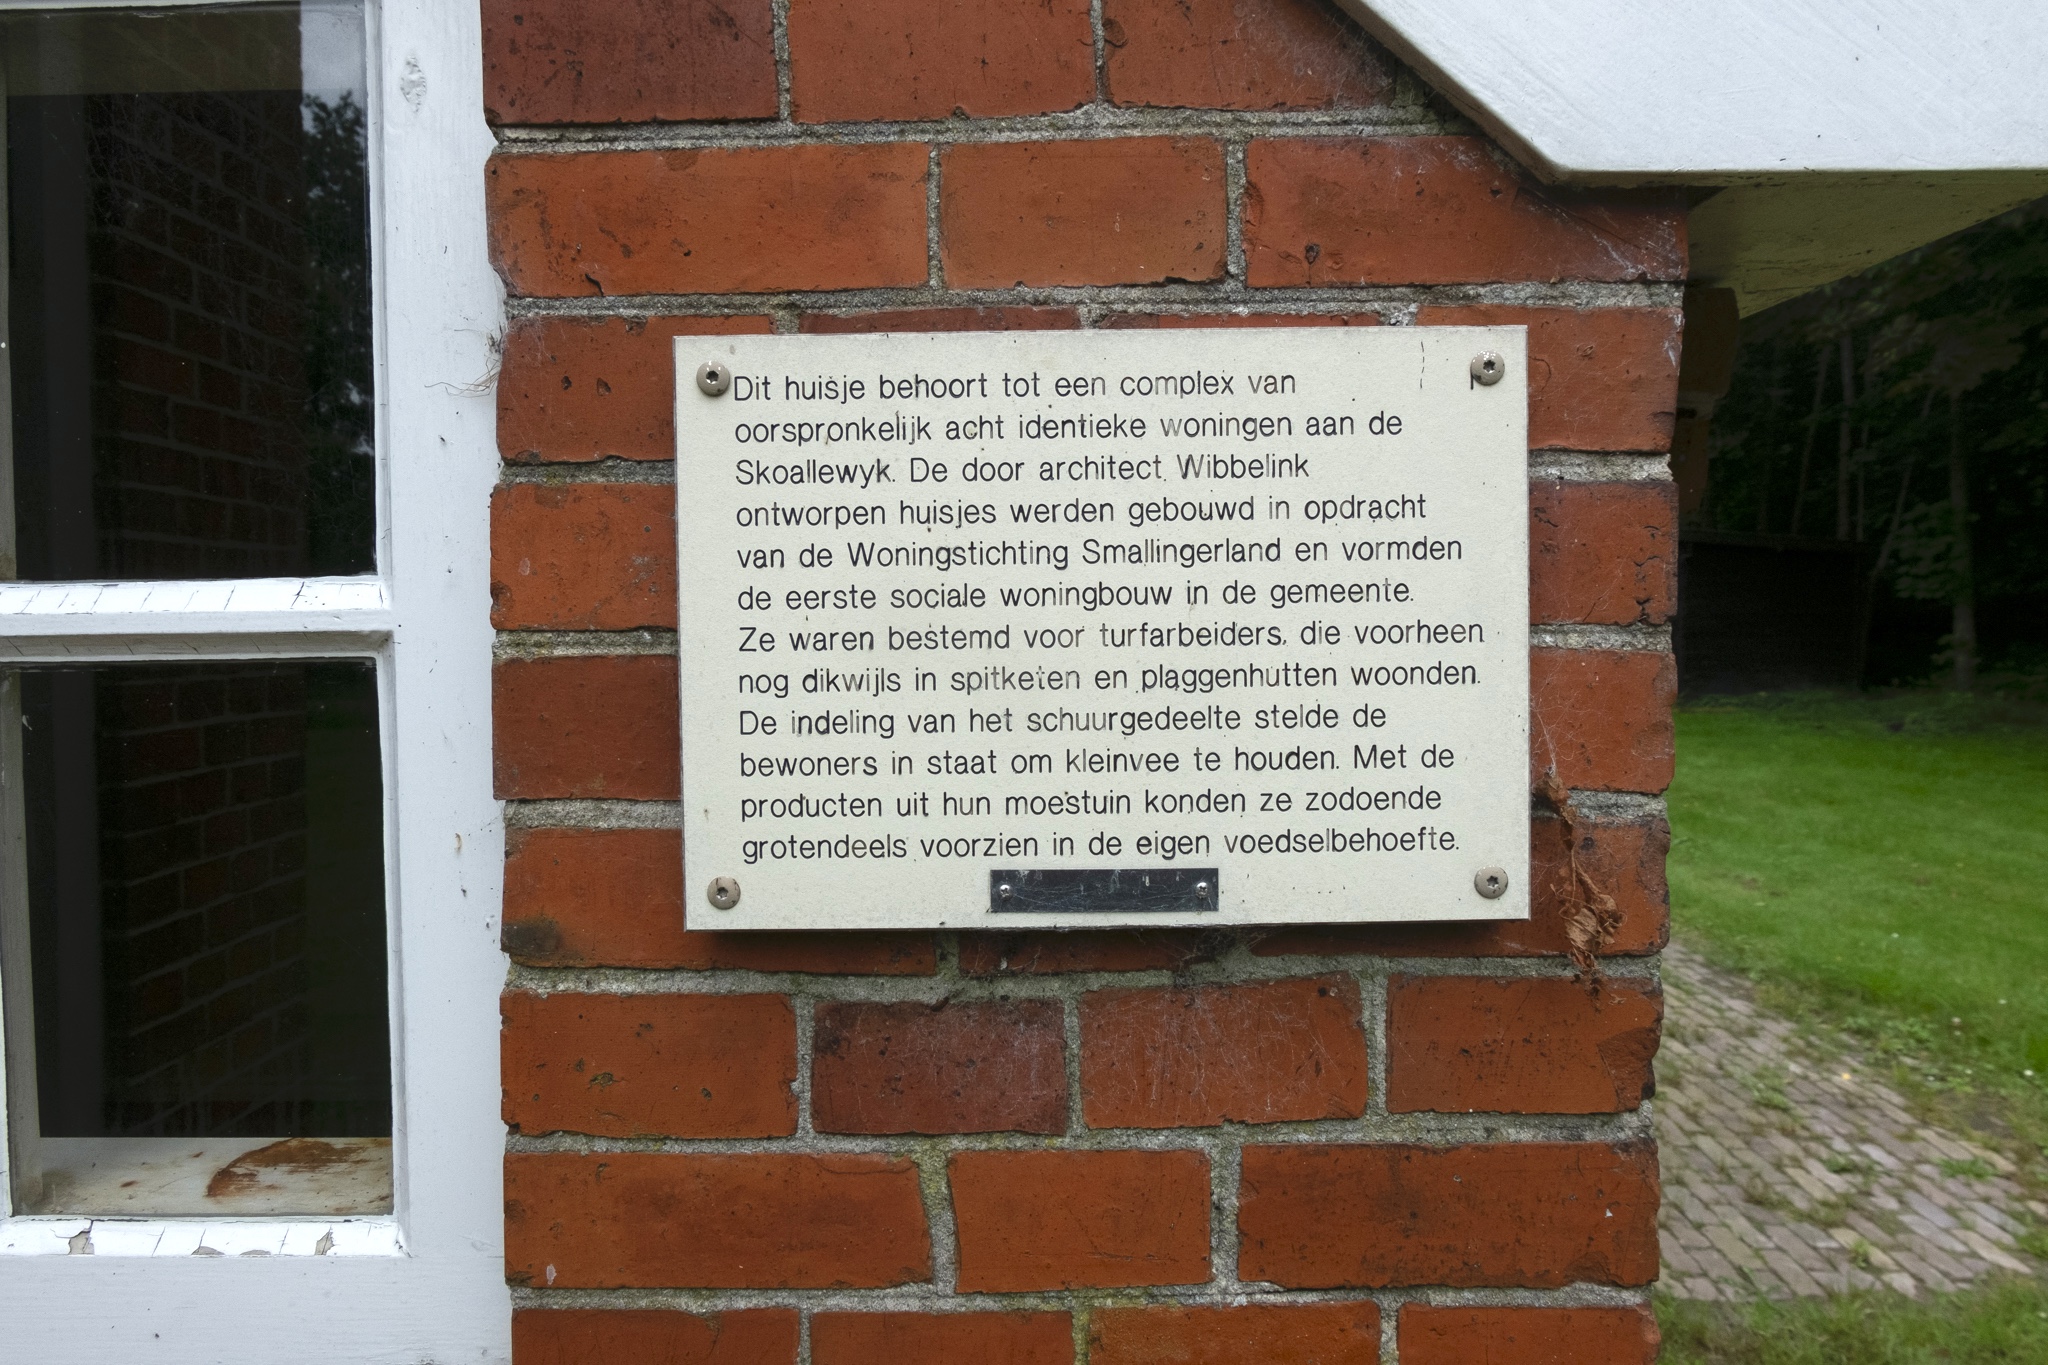 Dit huisje behoort tot een complex van
oorspronkelijk acht identieke woningen aan de
Skoallewyk. De door architect Wibbelink
ontworpen huisjes werden gebouwd in opdracht
van de Woningstichting Smallingerland en vormden
de eerste sociale woningbouw in de gemeente.
Ze waren bestemd voor turfarbeiders, die voorheen
nog dikwijls in spitketen en plaggenhutten woonden.
De indeling van het schuurgedeelte stelde de
bewoners in staat om kleinvee te houden. Met de
producten uit hun moestuin konden ze zodoende
grotendeels voorzien in de eigen voedselbehoefte.